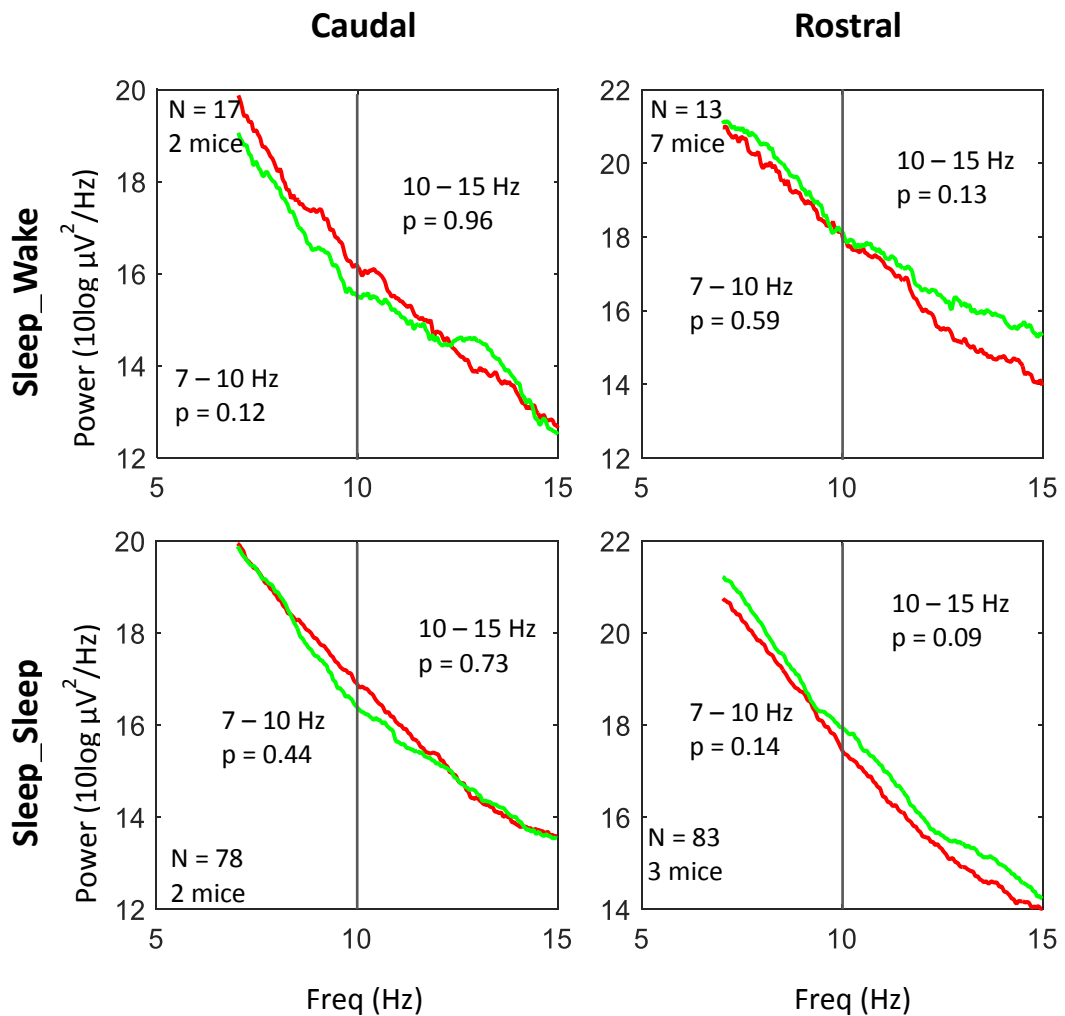 Caudal
Rostral
Sleep_Wake
Power (10log µV²/Hz)
20
18
16
14
12
5
10
15
N = 17
2 mice
10 – 15 Hz
p = 0.96
7 – 10 Hz
p = 0.12
22
20
18
16
14
12
5
10
15
N = 13
7 mice
10 – 15 Hz
p = 0.13
7 – 10 Hz
p = 0.59
Sleep_Sleep
Power (10log µV²/Hz)
20
18
16
14
12
5
10
15
10 – 15 Hz
p = 0.73
7 – 10 Hz
p = 0.44
N = 78
2 mice
Freq (Hz)
22
20
18
16
14
5
10
15
10 – 15 Hz
p = 0.09
7 – 10 Hz
p = 0.14
N = 83
3 mice
Freq (Hz)